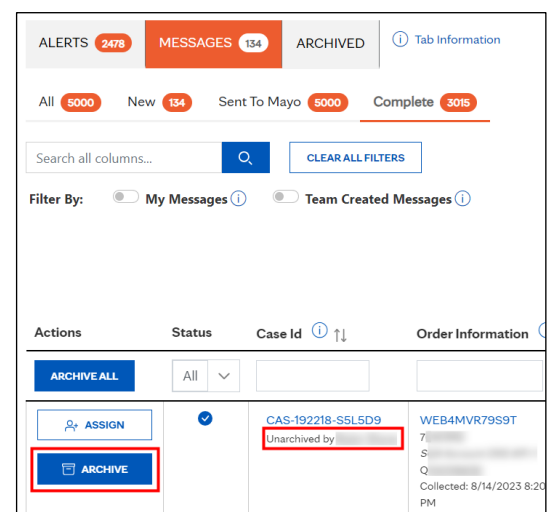 ALERTS 2478 MESSAGES 134 ARCHIVED Tab Information
All 5000 New 134 Sent To Mayo 5000 Complete 3015
Search all columns... CLEAR ALL FILTERS
Filter By: My Messages Team Created Messages
Actions Status Case Id Order Information
ARCHIVE ALL All
ASSIGN CAS-192218-S5L5D9 WEB4MVR79S9T
Unarchived by
ARCHIVE
Collected: 8/14/2023 8:20
PM